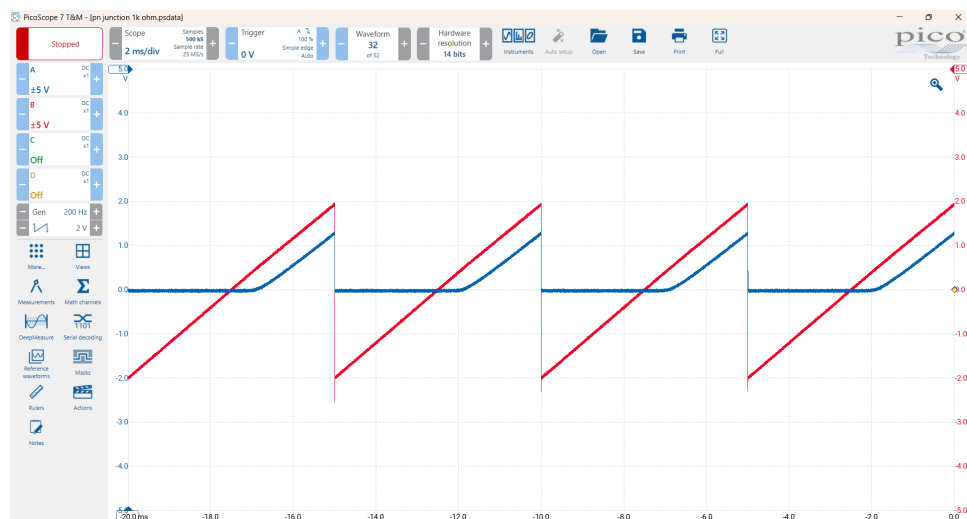 PicoScope 7 T&M - [pn junction 1k ohm.psdata]
Stopped
Scope
2 ms/div
Samples
500 kS
Sample rate
25 MS/s
Trigger
0 V
A
100 %
Simple edge
Auto
Waveform
32
of 32
Hardware
resolution
14 bits
Instruments
Auto setup
Open
Save
Print
Full
pico
Technology
A
DC
x1
±5 V
B
DC
x1
±5 V
C
DC
x1
Off
D
DC
x1
Off
Gen 200 Hz
2 V
More...
Views
Measurements
Math channels
DeepMeasure
Serial decoding
Reference
waveforms
Masks
Rulers
Actions
Notes
5.0
V
4.0
3.0
2.0
1.0
0.0
-1.0
-2.0
-3.0
-4.0
-5.0
5.0
V
4.0
3.0
2.0
1.0
0.0
-1.0
-2.0
-3.0
-4.0
-5.0
-20.0 ms -18.0 -16.0 -14.0 -12.0 -10.0 -8.0 -6.0 -4.0 -2.0 0.0